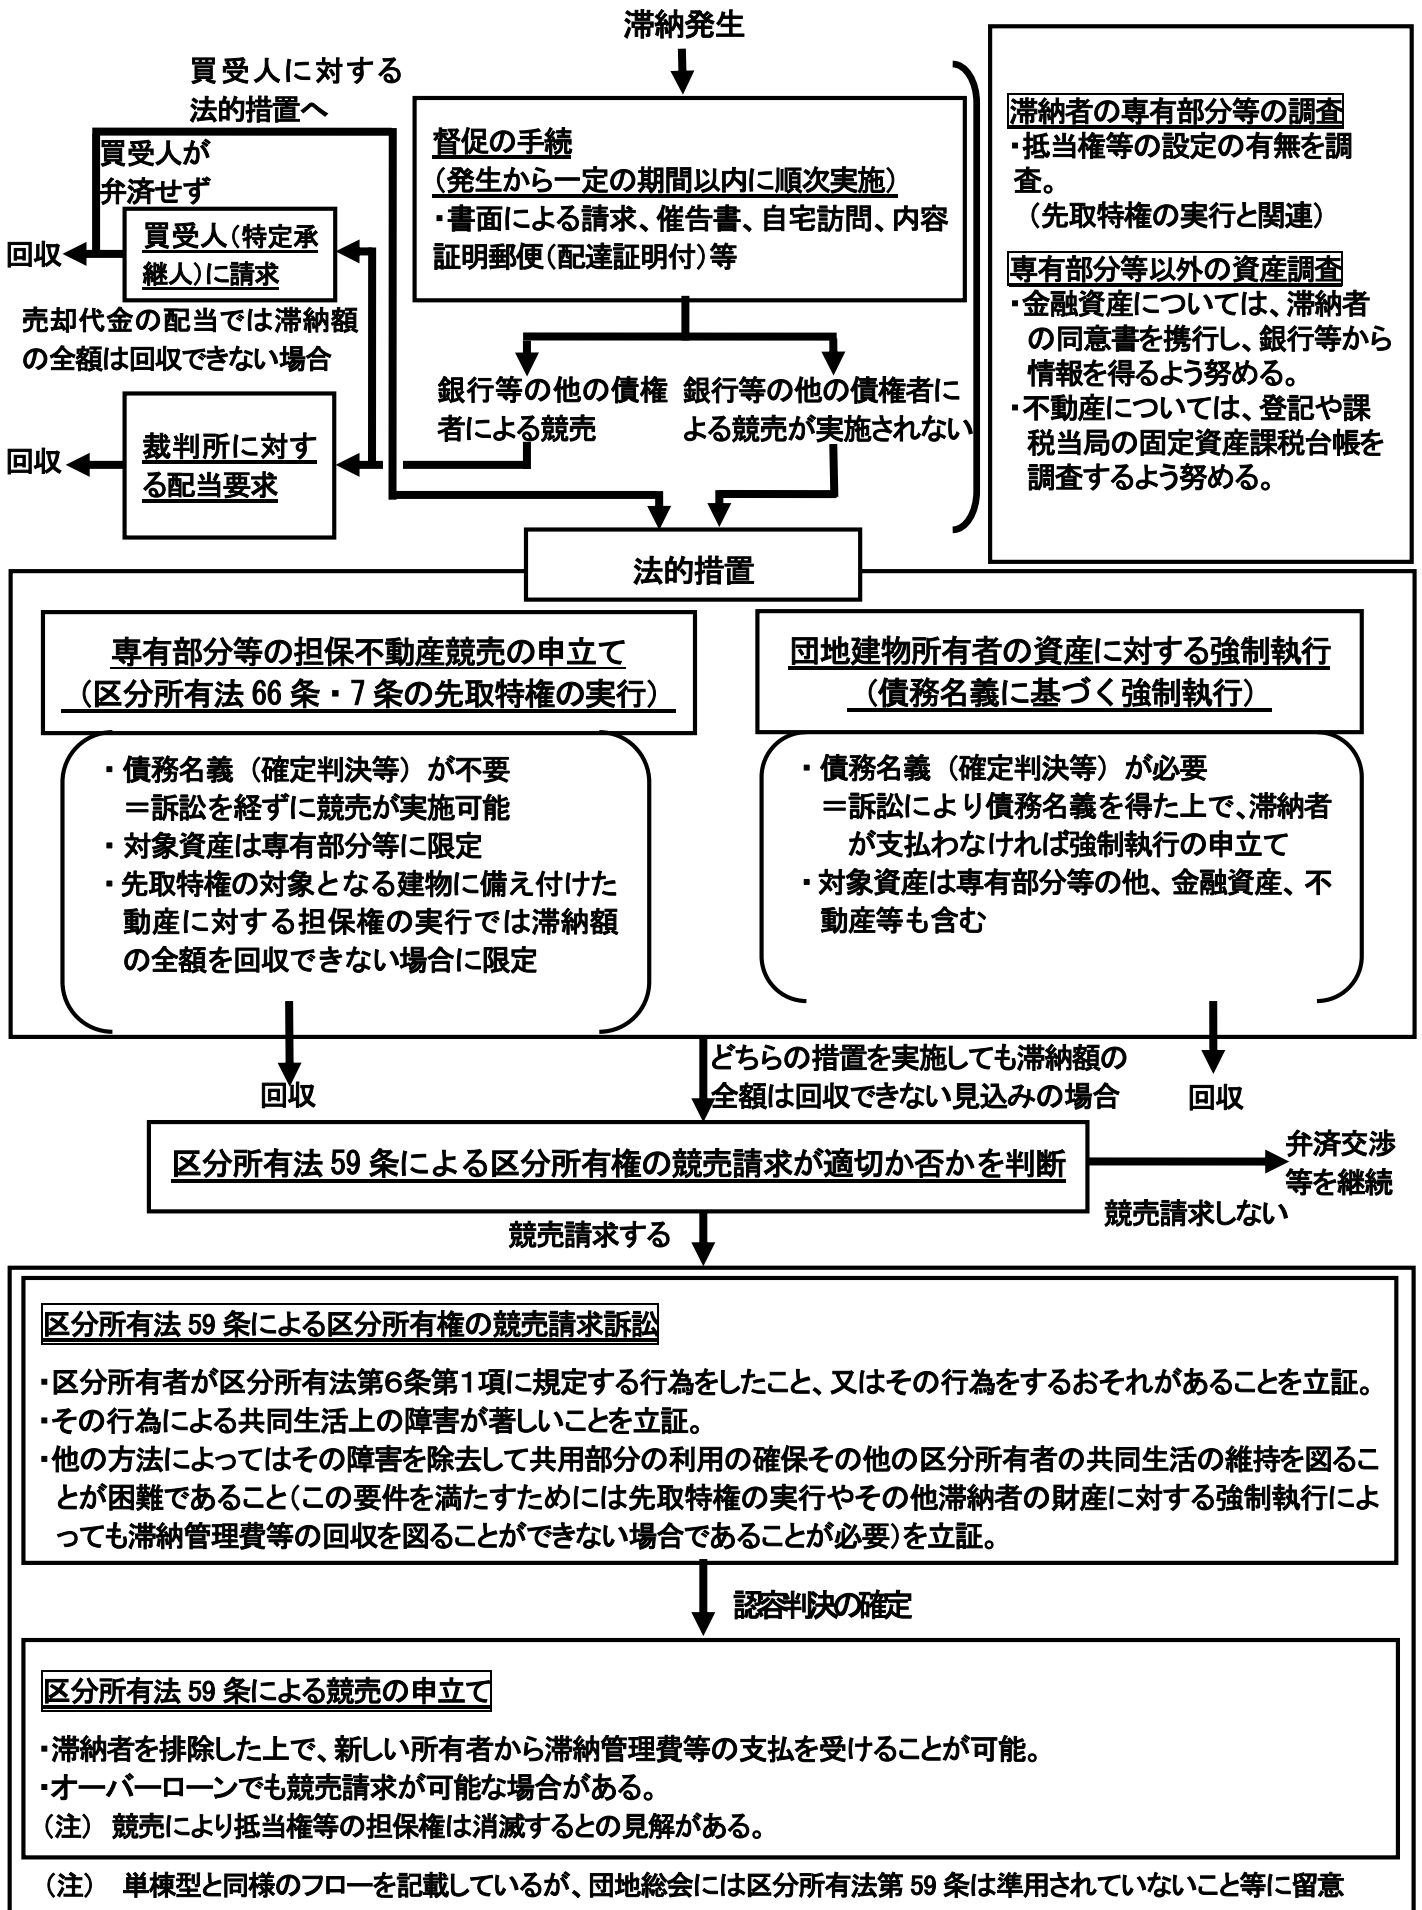 滞納発生
買受人に対する
法的措置へ
買受人が
弁済せず
回収
買受人（特定承
継人）に請求
売却代金の配当では滞納額
の全額は回収できない場合
回収
裁判所に対す
る配当要求
督促の手続
（発生から一定の期間以内に順次実施）
・書面による請求、催告書、自宅訪問、内容
証明郵便（配達証明付）等
銀行等の他の債権
者による競売
銀行等の他の債権者に
よる競売が実施されない
滞納者の専有部分等の調査
・抵当権等の設定の有無を調
査。
（先取特権の実行と関連）
専有部分等以外の資産調査
・金融資産については、滞納者
の同意書を携行し、銀行等から
情報を得るよう努める。
・不動産については、登記や課
税当局の固定資産課税台帳を
調査するよう努める。
法的措置
専有部分等の担保不動産競売の申立て
（区分所有法 66 条・7 条の先取特権の実行）
・債務名義（確定判決等）が不要
＝訴訟を経ずに競売が実施可能
・対象資産は専有部分等に限定
・先取特権の対象となる建物に備え付けた
動産に対する担保権の実行では滞納額
の全額を回収できない場合に限定
団地建物所有者の資産に対する強制執行
（債務名義に基づく強制執行）
・債務名義（確定判決等）が必要
＝訴訟により債務名義を得た上で、滞納者
が支払わなければ強制執行の申立て
・対象資産は専有部分等の他、金融資産、不
動産等も含む
回収
どちらの措置を実施しても滞納額の
全額は回収できない見込みの場合
回収
区分所有法 59 条による区分所有権の競売請求が適切か否かを判断
弁済交渉
等を継続
競売請求しない
競売請求する
区分所有法 59 条による区分所有権の競売請求訴訟
・区分所有者が区分所有法第６条第１項に規定する行為をしたこと、又はその行為をするおそれがあることを立証。
・その行為による共同生活上の障害が著しいことを立証。
・他の方法によってはその障害を除去して共用部分の利用の確保その他の区分所有者の共同生活の維持を図るこ
とが困難であること（この要件を満たすためには先取特権の実行やその他滞納者の財産に対する強制執行によ
っても滞納管理費等の回収を図ることができない場合であることが必要）を立証。
認容判決の確定
区分所有法 59 条による競売の申立て
・滞納者を排除した上で、新しい所有者から滞納管理費等の支払を受けることが可能。
・オーバーローンでも競売請求が可能な場合がある。
（注）　競売により抵当権等の担保権は消滅するとの見解がある。
（注）　単棟型と同様のフローを記載しているが、団地総会には区分所有法第 59 条は準用されていないこと等に留意